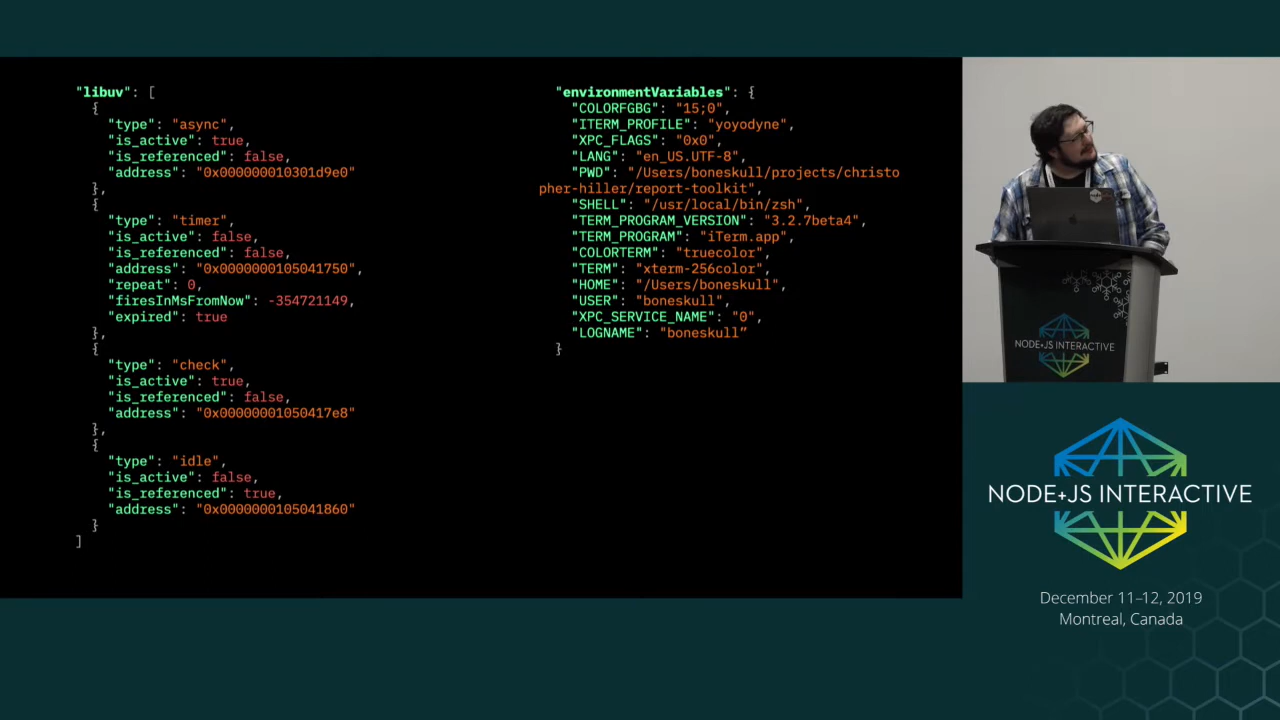 "libuv": [
{
"type": "async",
"is_active": true,
"is_referenced": false,
"address": "0x000000010301d9e0"
},
{
"type": "timer",
"is_active": false,
"is_referenced": false,
"address": "0x0000000105041750",
"repeat": 0,
"firesInMsFromNow": -354721149,
"expired": true
},
{
"type": "check",
"is_active": true,
"is_referenced": false,
"address": "0x00000001050417e8"
},
{
"type": "idle",
"is_active": false,
"is_referenced": true,
"address": "0x0000000105041860"
}
]
"environmentVariables": {
"COLORFGBG": "15;0",
"ITERM_PROFILE": "yoyodyne",
"XPC_FLAGS": "0x0",
"LANG": "en_US.UTF-8",
"PWD": "/Users/boneskull/projects/christo
pher-hiller/report-toolkit",
"SHELL": "/usr/local/bin/zsh",
"TERM_PROGRAM_VERSION": "3.2.7beta4",
"TERM_PROGRAM": "iTerm.app",
"COLORTERM": "truecolor",
"TERM": "xterm-256color",
"HOME": "/Users/boneskull",
"USER": "boneskull",
"XPC_SERVICE_NAME": "0",
"LOGNAME": "boneskull”
}
NODE+JS INTERACTIVE
NODE+JS INTERACTIVE
December 11–12, 2019
Montreal, Canada